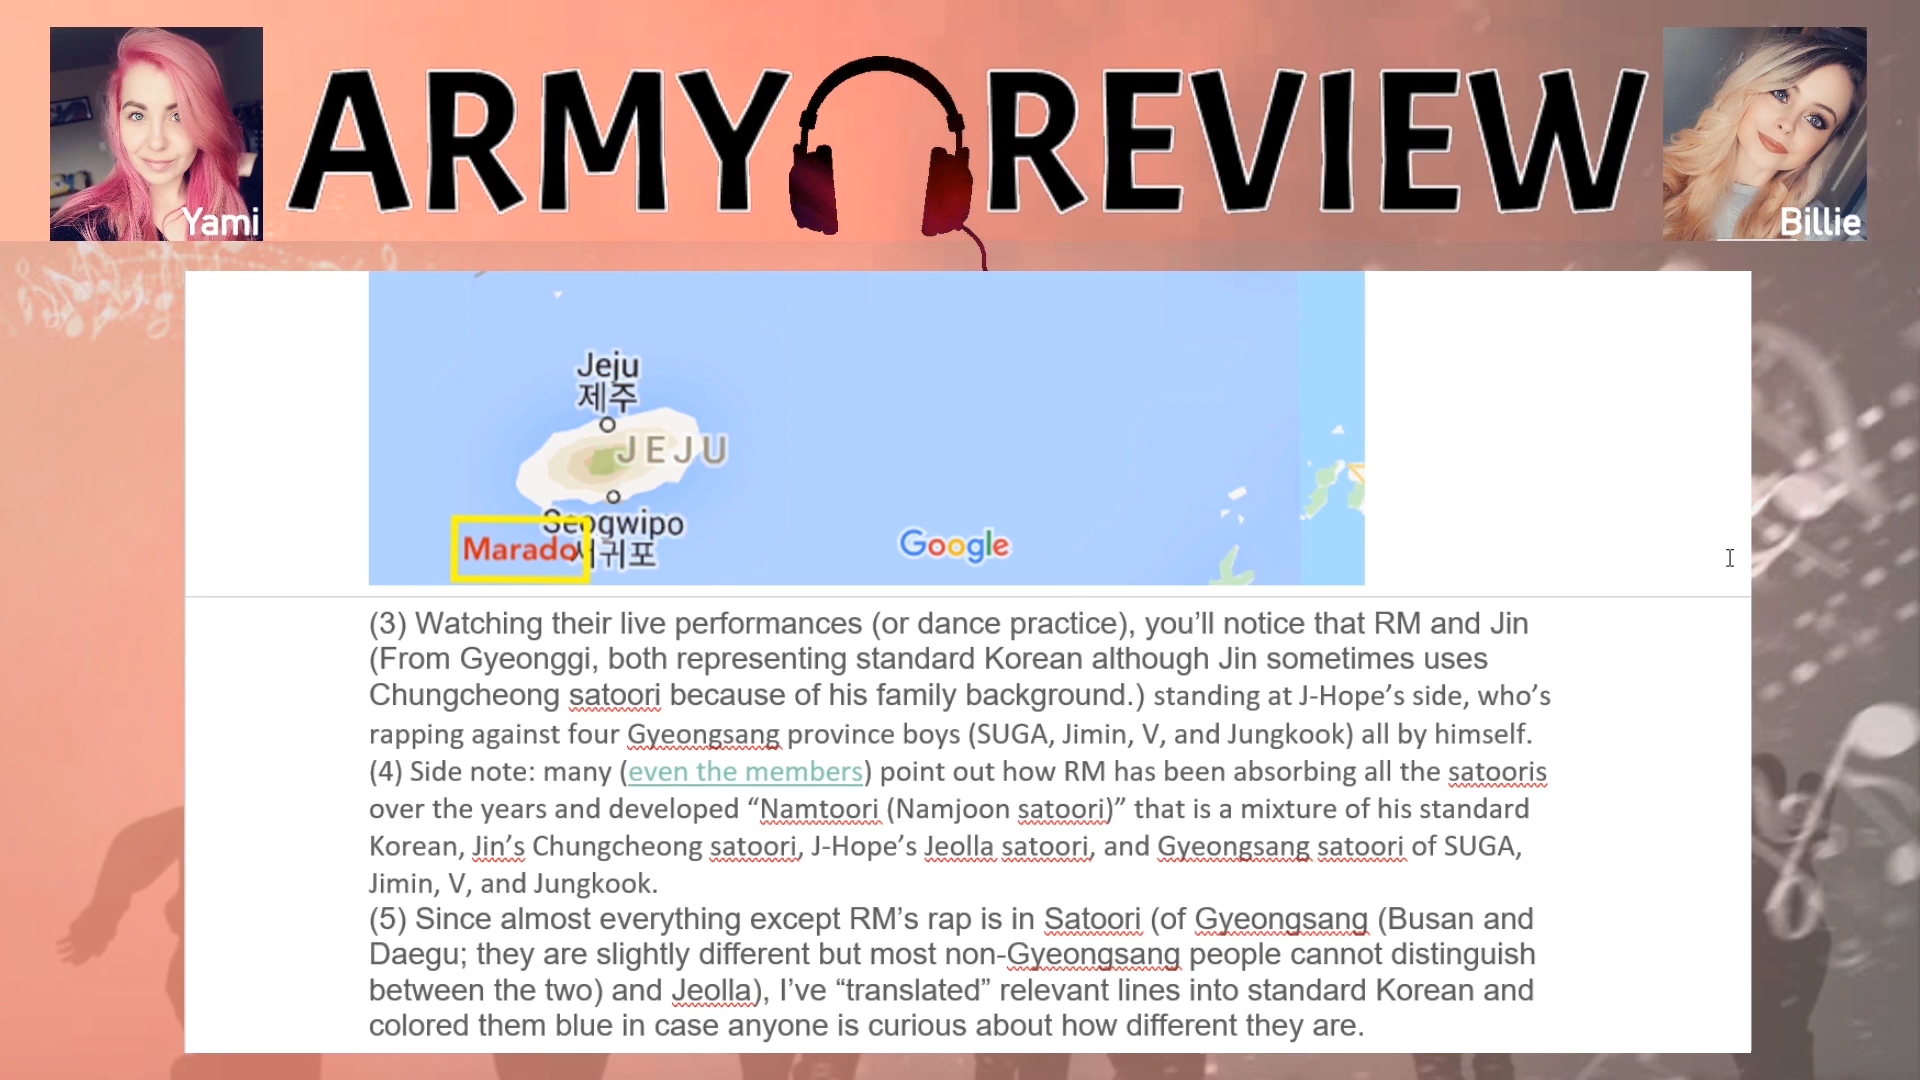 ARMY REVIEW
Yami
Billie
Jeju
제주
JEJU
Seogwipo
Marado
서귀포
Google
(3) Watching their live performances (or dance practice), you’ll notice that RM and Jin
(From Gyeonggi, both representing standard Korean although Jin sometimes uses
Chungcheong satoori because of his family background.) standing at J-Hope’s side, who’s
rapping against four Gyeongsang province boys (SUGA, Jimin, V, and Jungkook) all by himself.
(4) Side note: many (even the members) point out how RM has been absorbing all the satooris
over the years and developed “Namtoori (Namjoon satoori)” that is a mixture of his standard
Korean, Jin’s Chungcheong satoori, J-Hope’s Jeolla satoori, and Gyeongsang satoori of SUGA,
Jimin, V, and Jungkook.
(5) Since almost everything except RM’s rap is in Satoori (of Gyeongsang (Busan and
Daegu; they are slightly different but most non-Gyeongsang people cannot distinguish
between the two) and Jeolla), I’ve “translated” relevant lines into standard Korean and
colored them blue in case anyone is curious about how different they are.